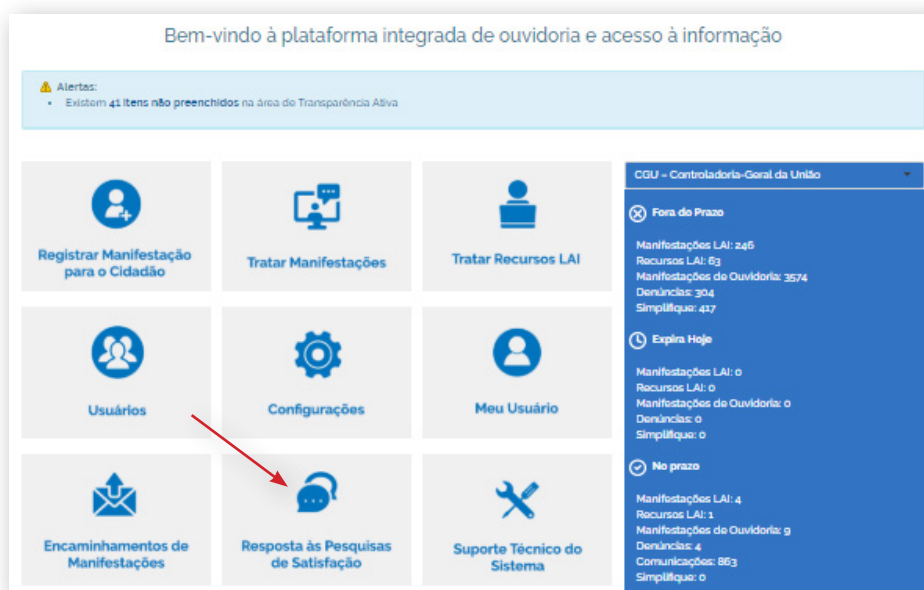 Bem-vindo à plataforma integrada de ouvidoria e acesso à informação
Alertas:
• Existem 41 itens não preenchidos na área de Transparência Ativa
Registrar Manifestação
para o Cidadão
Tratar Manifestações
Tratar Recursos LAI
Usuários
Configurações
Meu Usuário
Encaminhamentos de
Manifestações
Resposta às Pesquisas
de Satisfação
Suporte Técnico do
Sistema
CGU – Controladoria-Geral da União
Fora do Prazo
Manifestações LAI: 246
Recursos LAI: 63
Manifestações de Ouvidoria: 3574
Denúncias: 304
Simplifique: 417
Expira Hoje
Manifestações LAI: 0
Recursos LAI: 0
Manifestações de Ouvidoria: 0
Denúncias: 0
Simplifique: 0
No prazo
Manifestações LAI: 4
Recursos LAI: 1
Manifestações de Ouvidoria: 9
Denúncias: 4
Comunicações: 863
Simplifique: 0